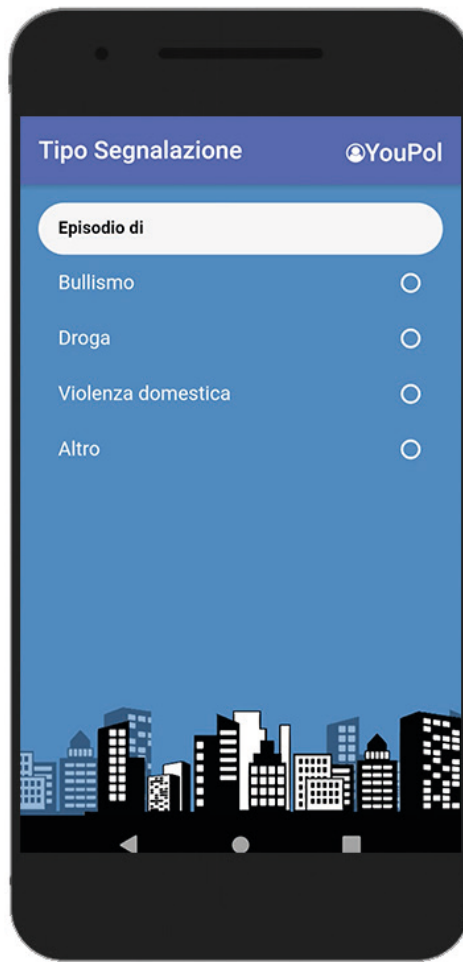 Tipo Segnalazione YouPol
Episodio di
Bullismo
Droga
Violenza domestica
Altro